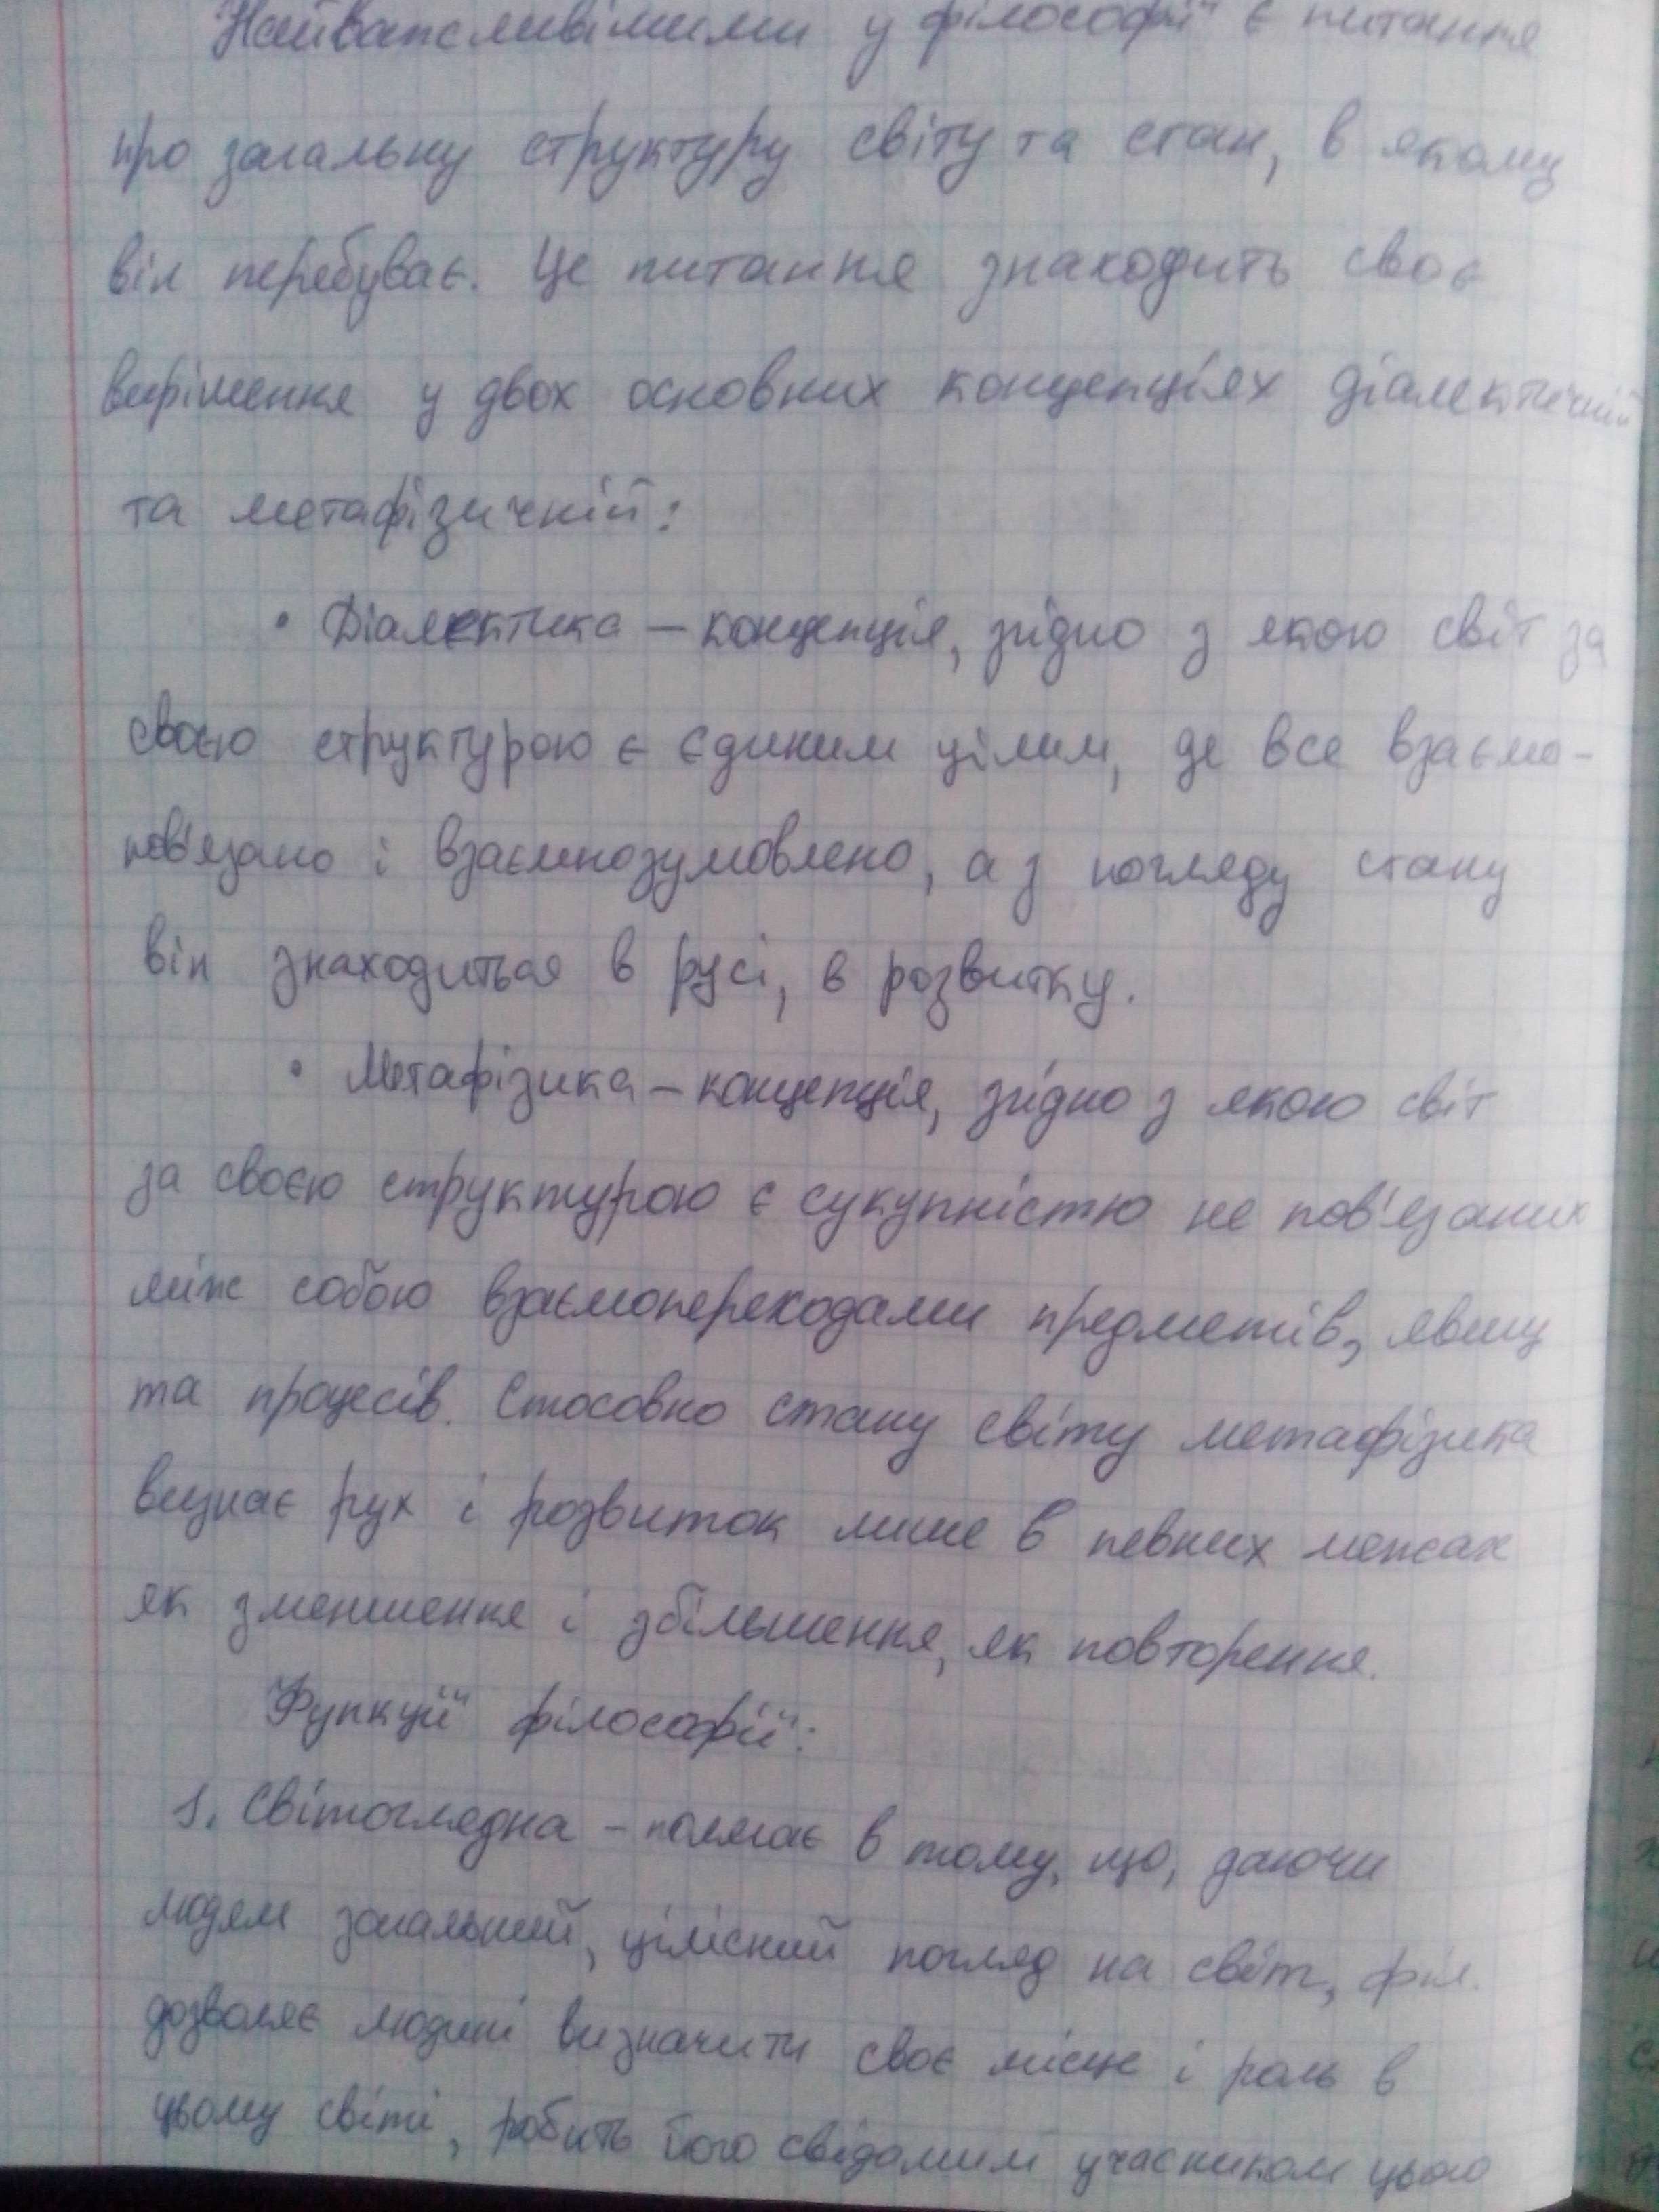 Найважливішими у філософії є питання
про загальну структуру світу та стан, в якому
він перебуває. Це питання знаходить своє
вирішення у двох основних концепціях діалектичній
та метафізичній:
• Діалектика – концепція, згідно з якою світ за
своєю структурою є єдиним цілим, де все взаємо-
пов'язано і взаємнозумовлено, а з погляду стану
він знаходиться в русі, в розвитку.
• Метафізика – концепція, згідно з якою світ
за своєю структурою є сукупністю не пов'язаних
між собою взаємопереходами предметів, явищ
та процесів. Стосовно стану світу метафізика
визнає рух і розвиток лише в певних межах
як зменшення і збільшення, як повторення.
Функції філософії:
1. Світоглядна – полягає в тому, що, даючи
людям загальний, цілісний погляд на світ, філ.
дозволяє людині визначити своє місце і роль в
цьому світі, робить його свідомим учасником цього